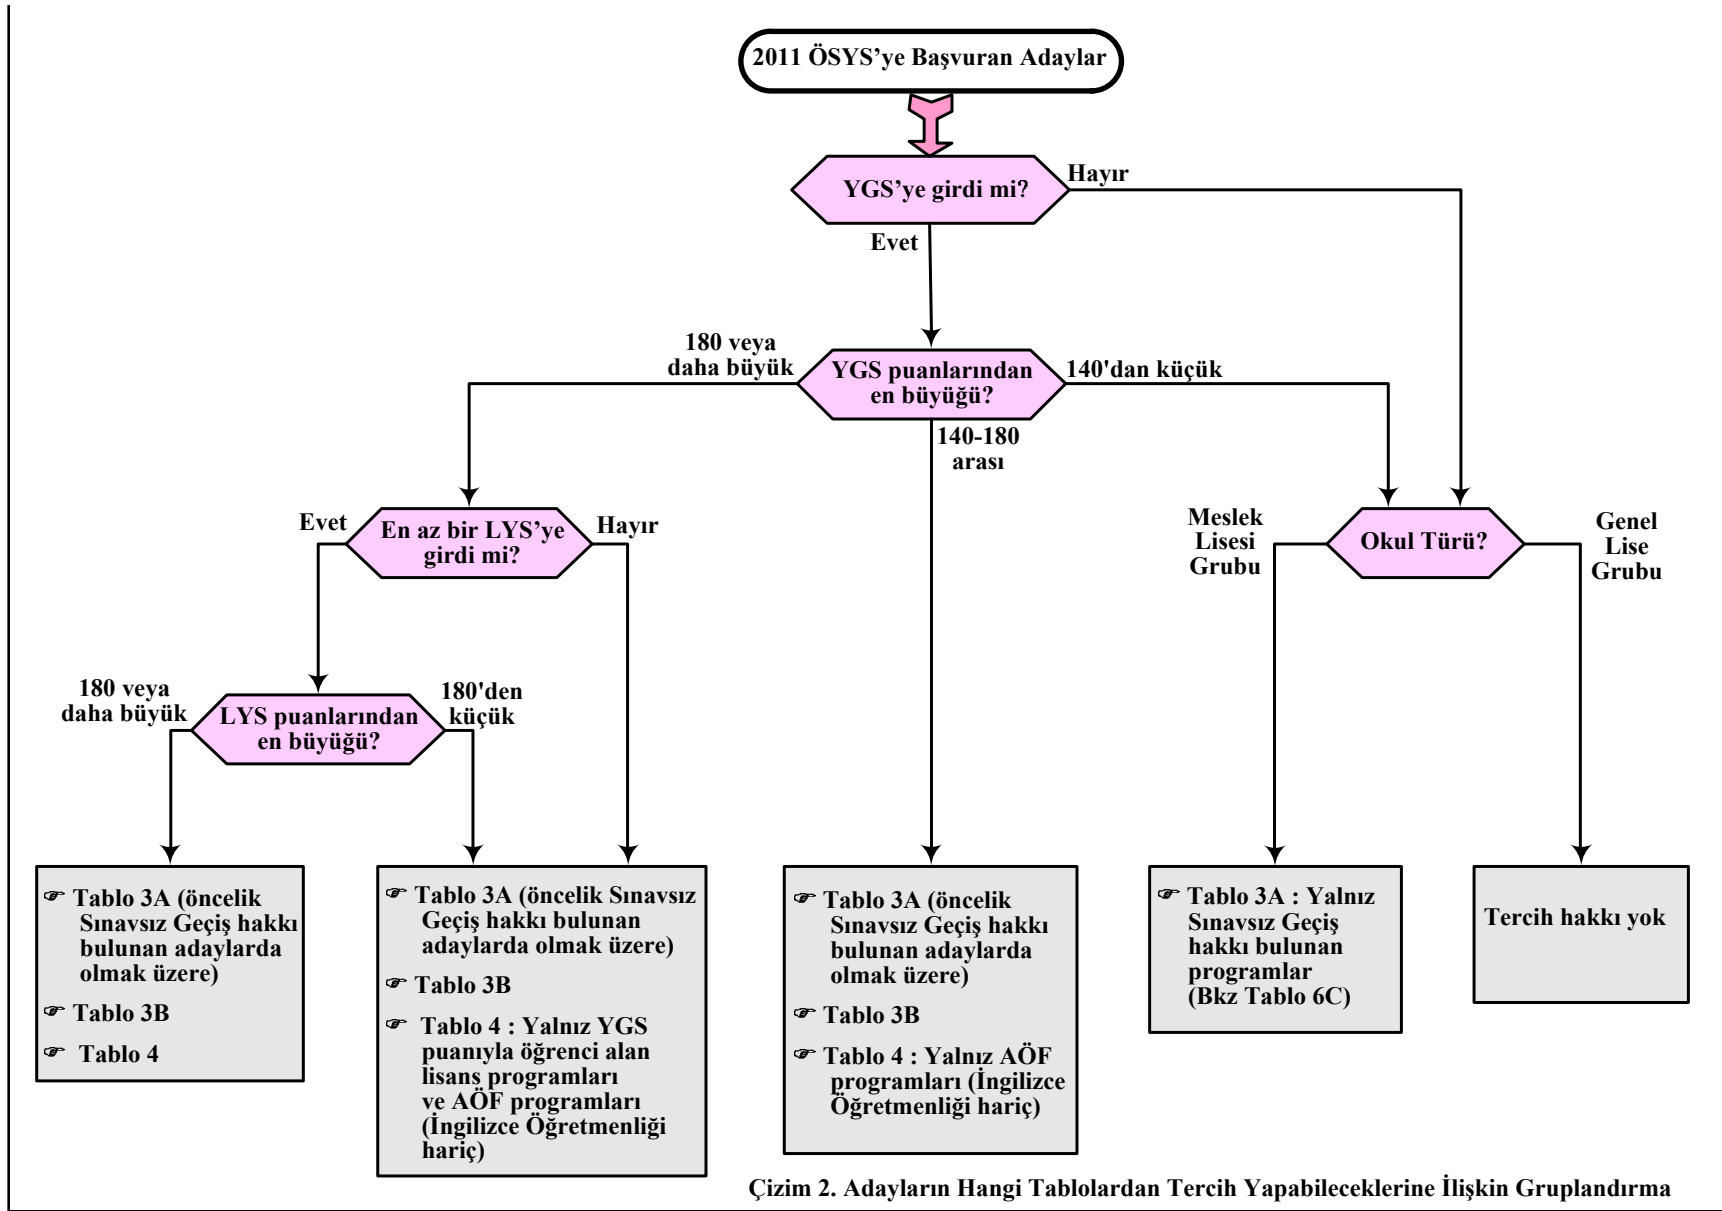 2011 ÖSYS’ye Başvuran Adaylar
YGS’ye girdi mi?
Hayır
Evet
180 veya
daha büyük
YGS puanlarından
en büyüğü?
140'dan küçük
140-180
arası
Evet
En az bir LYS’ye
girdi mi?
Hayır
Meslek
Lisesi
Grubu
Okul Türü?
Genel
Lise
Grubu
180 veya
daha büyük
LYS puanlarından
en büyüğü?
180'den
küçük
☞ Tablo 3A (öncelik
Sınavsız Geçiş hakkı
bulunan adaylarda
olmak üzere)
☞ Tablo 3B
☞ Tablo 4
☞ Tablo 3A (öncelik Sınavsız
Geçiş hakkı bulunan
adaylarda olmak üzere)
☞ Tablo 3B
☞ Tablo 4 : Yalnız YGS
puanıyla öğrenci alan
lisans programları
ve AÖF programları
(İngilizce Öğretmenliği
hariç)
☞ Tablo 3A (öncelik
Sınavsız Geçiş hakkı
bulunan adaylarda
olmak üzere)
☞ Tablo 3B
☞ Tablo 4 : Yalnız AÖF
programları (İngilizce
Öğretmenliği hariç)
☞ Tablo 3A : Yalnız
Sınavsız Geçiş
hakkı bulunan
programlar
(Bkz Tablo 6C)
Tercih hakkı yok
Çizim 2. Adayların Hangi Tablolardan Tercih Yapabileceklerine İlişkin Gruplandırma